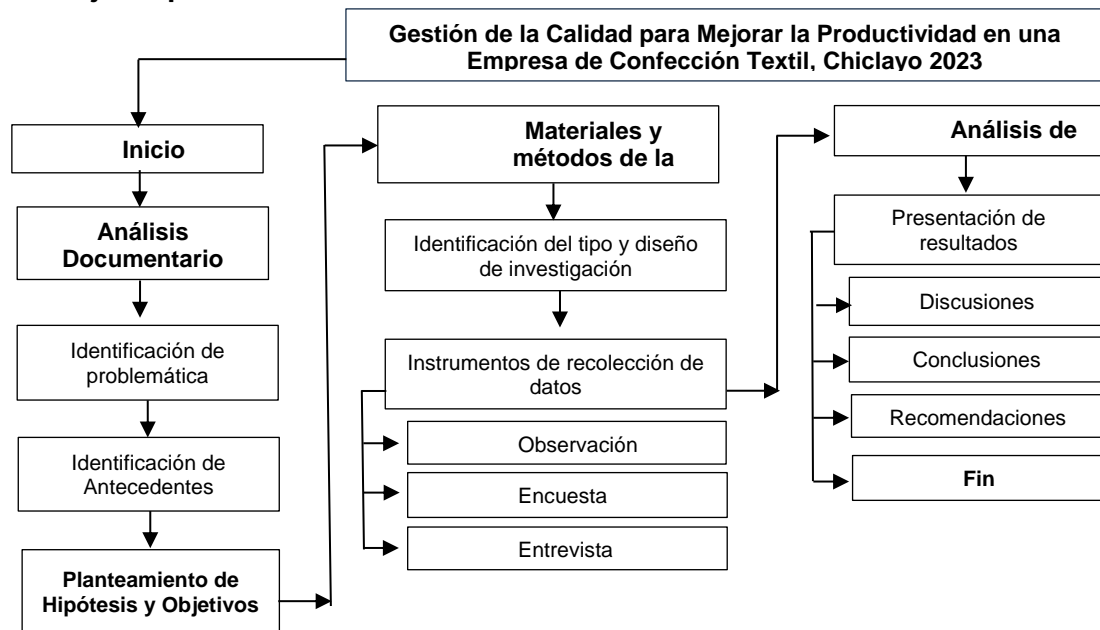 Gestión de la Calidad para Mejorar la Productividad en una
Empresa de Confección Textil, Chiclayo 2023
Inicio
Análisis
Documentario
Identificación de
problemática
Identificación de
Antecedentes
Planteamiento de
Hipótesis y Objetivos
Materiales y
métodos de la
Identificación del tipo y diseño
de investigación
Instrumentos de recolección de
datos
Observación
Encuesta
Entrevista
Análisis de
Presentación de
resultados
Discusiones
Conclusiones
Recomendaciones
Fin